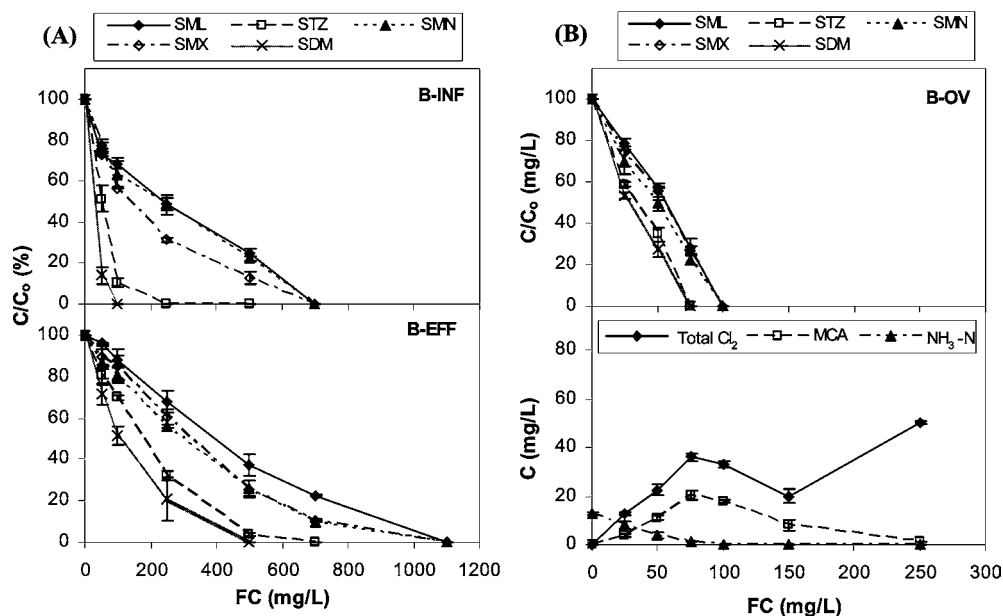 (A)
SML STZ SMN
SMX SDM
B-INF
100
80
60
40
20
0
C/Co (%)
B-EFF
100
80
60
40
20
0
0 200 400 600 800 1000 1200
FC (mg/L)
(B)
SML STZ SMN
SMX SDM
B-OV
100
80
60
40
20
0
C/Co (mg/L)
Total Cl2 MCA NH3-N
80
60
40
20
0
C (mg/L)
0 50 100 150 200 250 300
FC (mg/L)